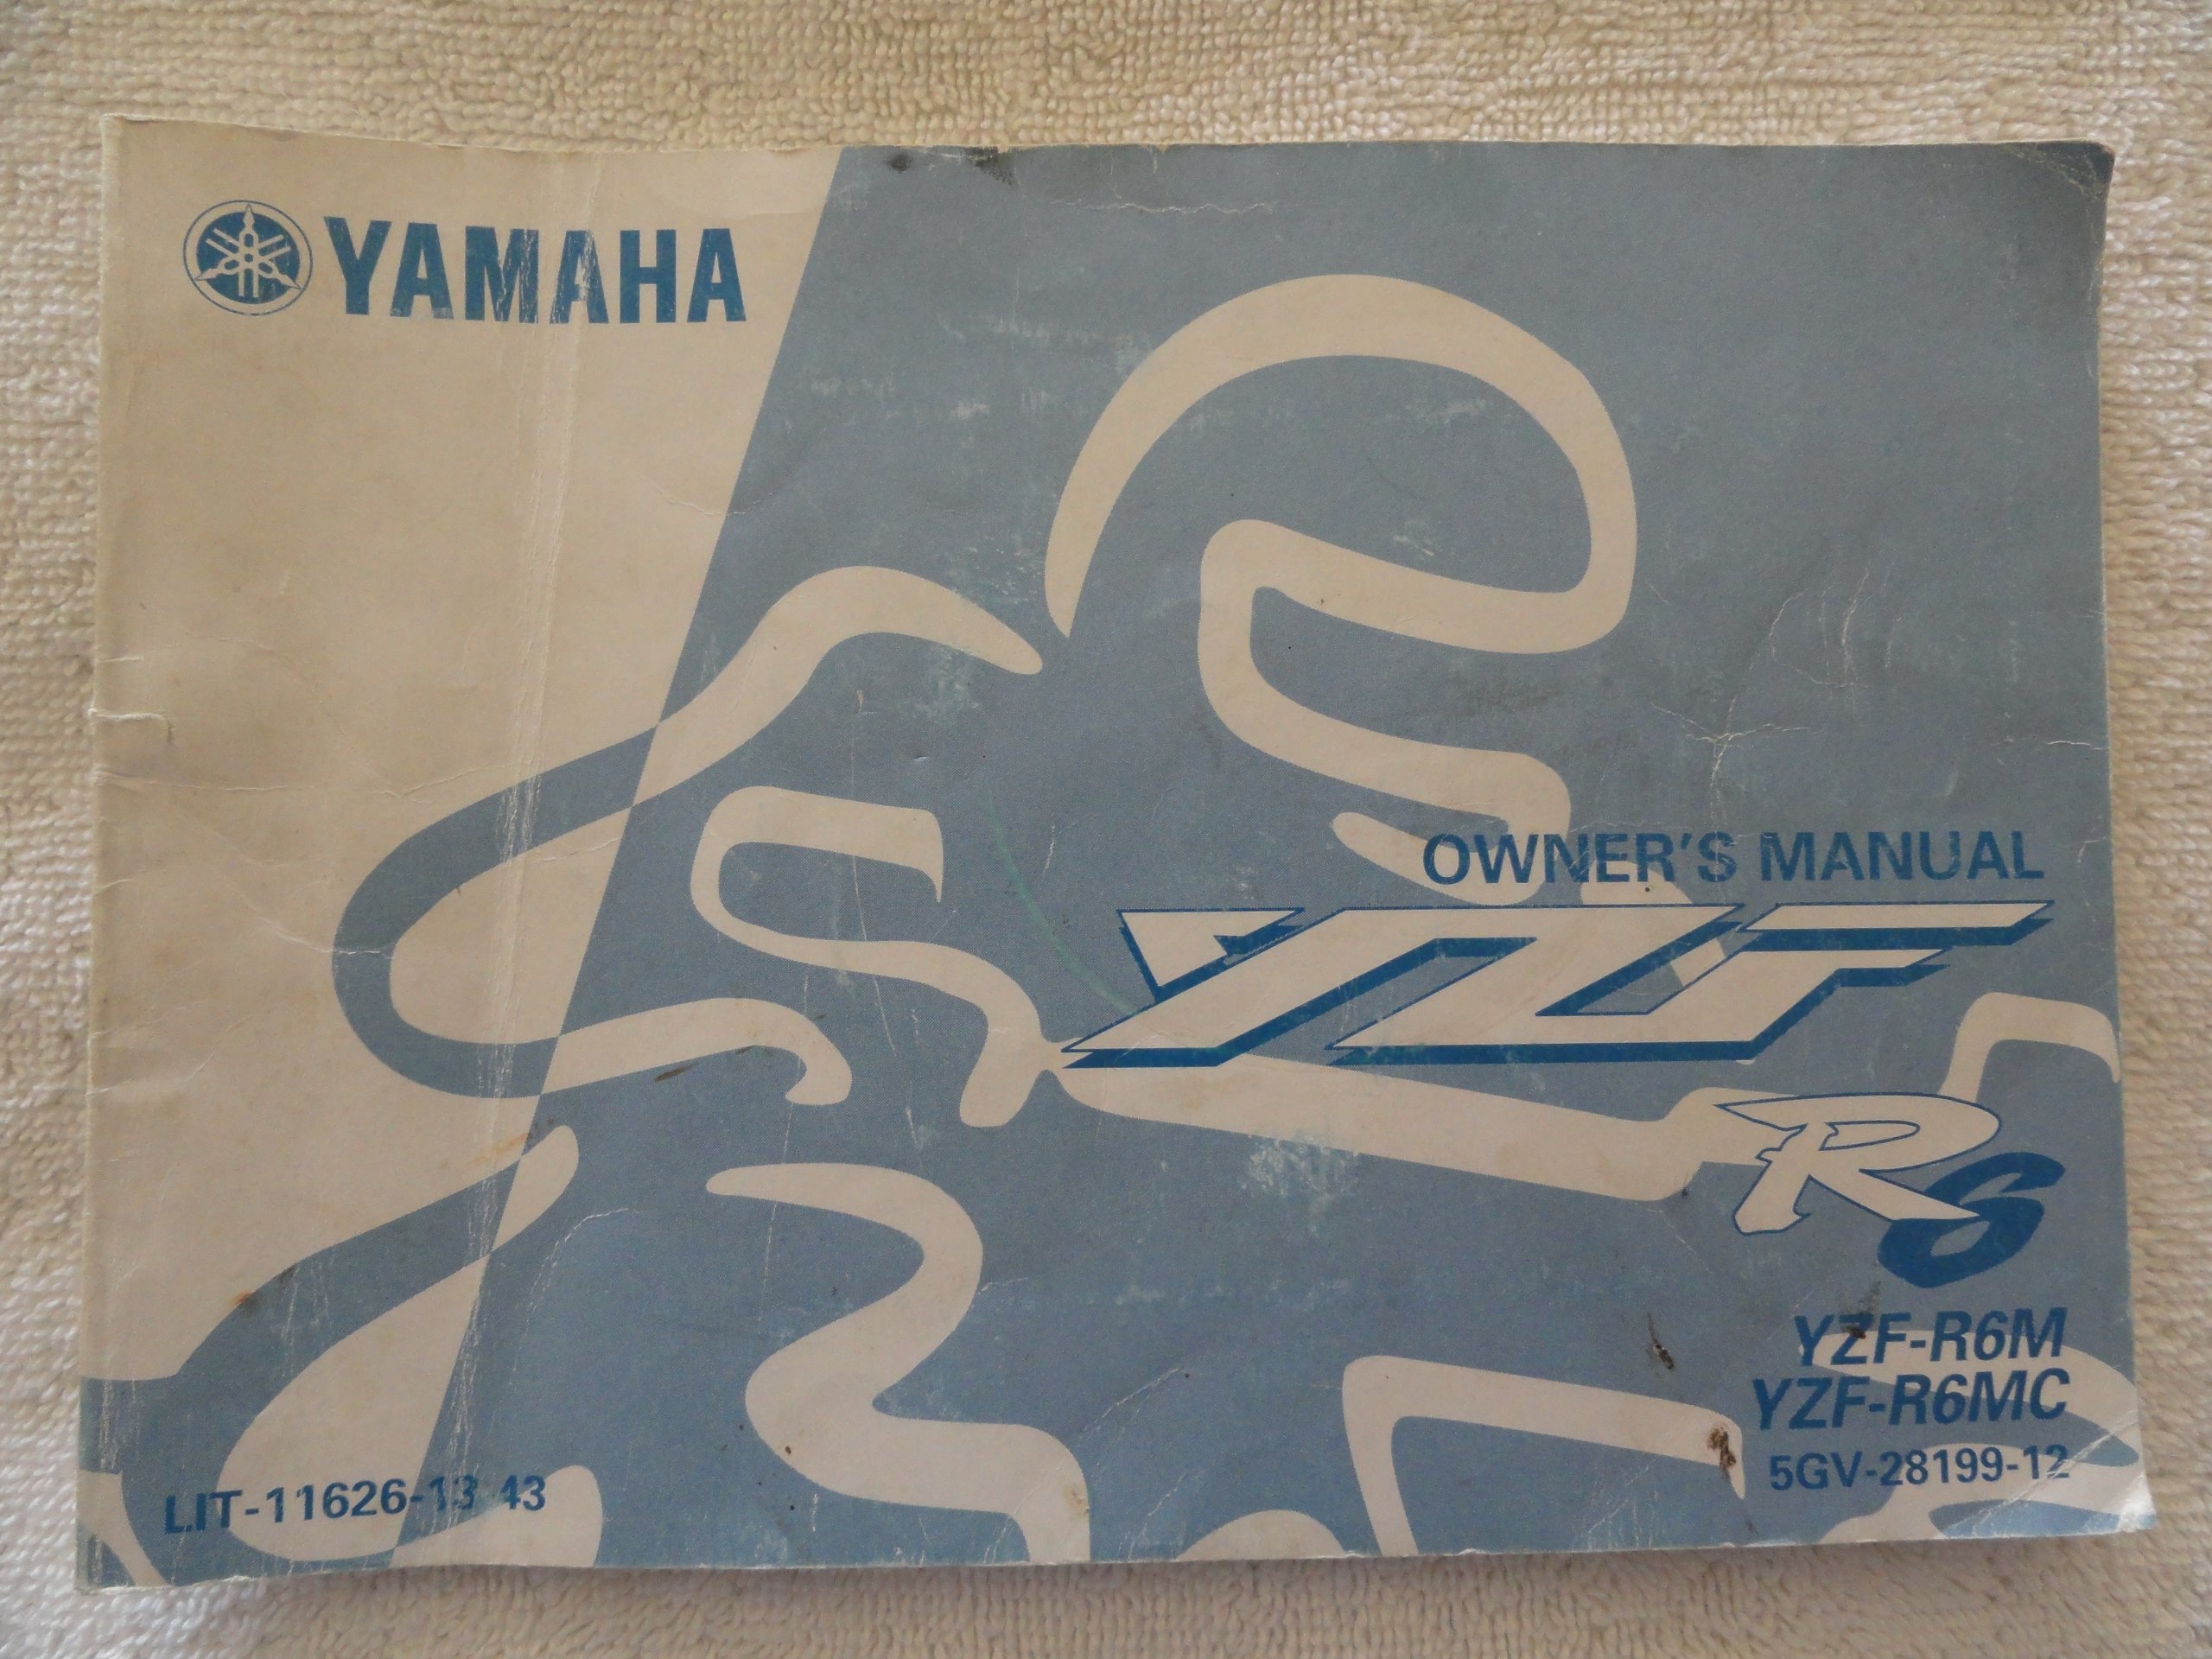 YAMAHA
OWNER'S MANUAL
YZF
R6
YZF-R6M
YZF-R6MC
5GV-28199-12
LIT-11626-13-43